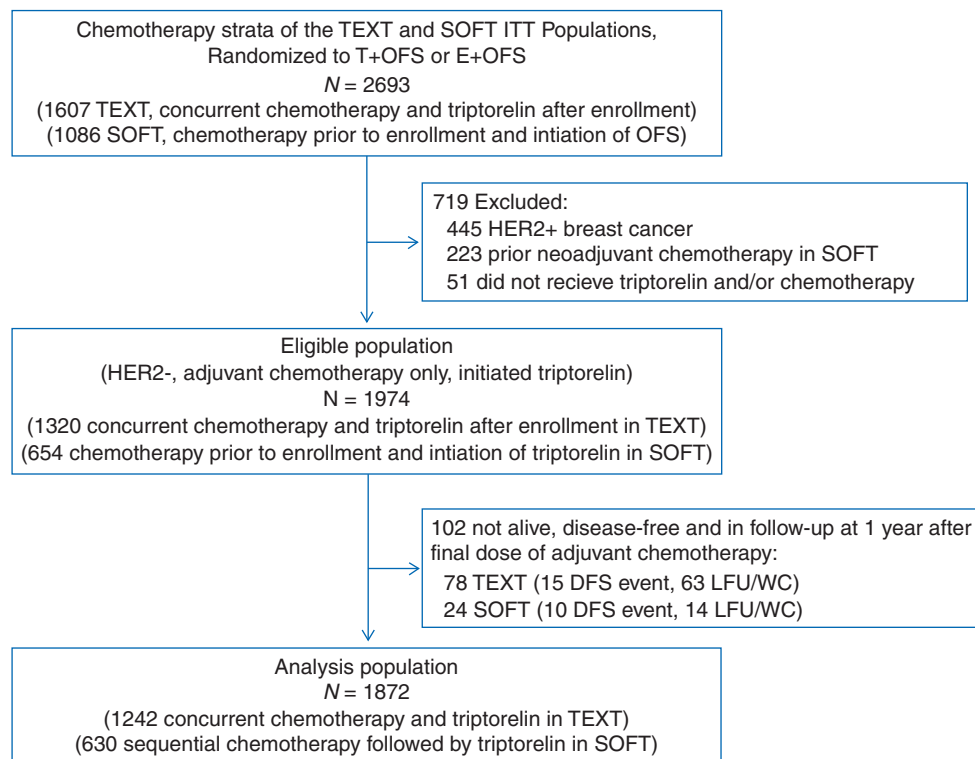 Chemotherapy strata of the TEXT and SOFT ITT Populations,
Randomized to T+OFS or E+OFS
N = 2693
(1607 TEXT, concurrent chemotherapy and triptorelin after enrollment)
(1086 SOFT, chemotherapy prior to enrollment and intiation of OFS)
719 Excluded:
445 HER2+ breast cancer
223 prior neoadjuvant chemotherapy in SOFT
51 did not recieve triptorelin and/or chemotherapy
Eligible population
(HER2-, adjuvant chemotherapy only, initiated triptorelin)
N = 1974
(1320 concurrent chemotherapy and triptorelin after enrollment in TEXT)
(654 chemotherapy prior to enrollment and intiation of triptorelin in SOFT)
102 not alive, disease-free and in follow-up at 1 year after
final dose of adjuvant chemotherapy:
78 TEXT (15 DFS event, 63 LFU/WC)
24 SOFT (10 DFS event, 14 LFU/WC)
Analysis population
N = 1872
(1242 concurrent chemotherapy and triptorelin in TEXT)
(630 sequential chemotherapy followed by triptorelin in SOFT)